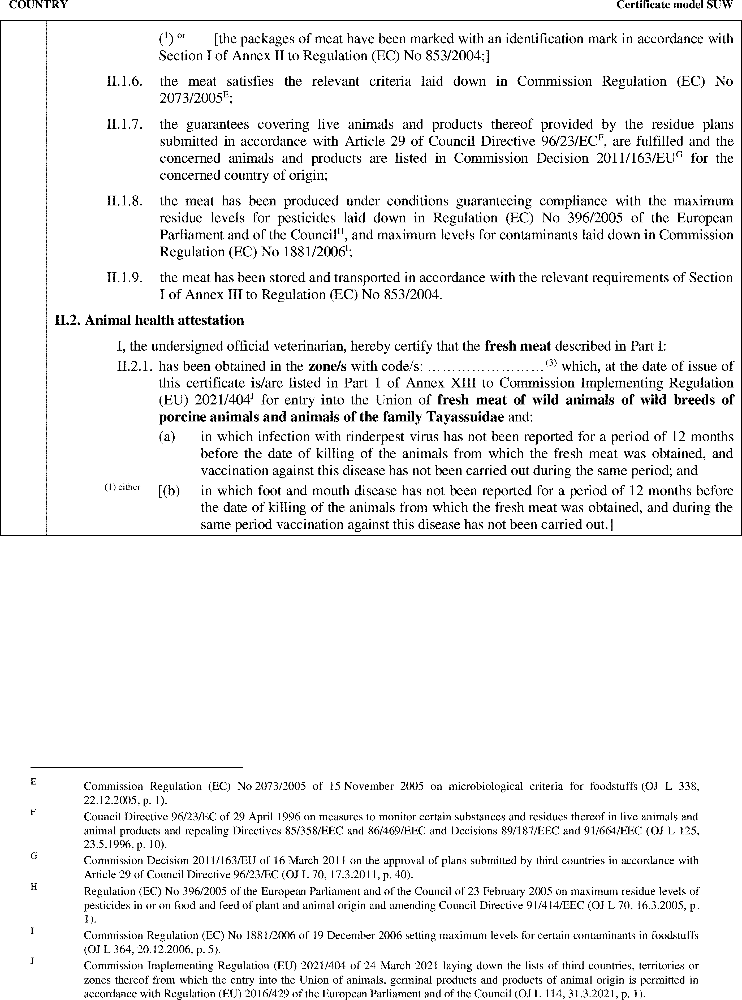 COUNTRY Certificate model SUW
(1) or [the packages of meat have been marked with an identification mark in accordance with
Section I of Annex II to Regulation (EC) No 853/2004;]
II.1.6. the meat satisfies the relevant criteria laid down in Commission Regulation (EC) No
2073/2005E;
II.1.7. the guarantees covering live animals and products thereof provided by the residue plans
submitted in accordance with Article 29 of Council Directive 96/23/ECF, are fulfilled and the
concerned animals and products are listed in Commission Decision 2011/163/EUG for the
concerned country of origin;
II.1.8. the meat has been produced under conditions guaranteeing compliance with the maximum
residue levels for pesticides laid down in Regulation (EC) No 396/2005 of the European
Parliament and of the CouncilH, and maximum levels for contaminants laid down in Commission
Regulation (EC) No 1881/2006I;
II.1.9. the meat has been stored and transported in accordance with the relevant requirements of Section
I of Annex III to Regulation (EC) No 853/2004.
II.2. Animal health attestation
I, the undersigned official veterinarian, hereby certify that the fresh meat described in Part I:
II.2.1. has been obtained in the zone/s with code/s: …………………… (3) which, at the date of issue of
this certificate is/are listed in Part 1 of Annex XIII to Commission Implementing Regulation
(EU) 2021/404J for entry into the Union of fresh meat of wild animals of wild breeds of
porcine animals and animals of the family Tayassuidae and:
(a) in which infection with rinderpest virus has not been reported for a period of 12 months
before the date of killing of the animals from which the fresh meat was obtained, and
vaccination against this disease has not been carried out during the same period; and
(1) either [(b) in which foot and mouth disease has not been reported for a period of 12 months before
the date of killing of the animals from which the fresh meat was obtained, and during the
same period vaccination against this disease has not been carried out.]
E Commission Regulation (EC) No 2073/2005 of 15 November 2005 on microbiological criteria for foodstuffs (OJ L 338,
22.12.2005, p. 1).
F Council Directive 96/23/EC of 29 April 1996 on measures to monitor certain substances and residues thereof in live animals and
animal products and repealing Directives 85/358/EEC and 86/469/EEC and Decisions 89/187/EEC and 91/664/EEC (OJ L 125,
23.5.1996, p. 10).
G Commission Decision 2011/163/EU of 16 March 2011 on the approval of plans submitted by third countries in accordance with
Article 29 of Council Directive 96/23/EC (OJ L 70, 17.3.2011, p. 40).
H Regulation (EC) No 396/2005 of the European Parliament and of the Council of 23 February 2005 on maximum residue levels of
pesticides in or on food and feed of plant and animal origin and amending Council Directive 91/414/EEC (OJ L 70, 16.3.2005, p.
1).
I Commission Regulation (EC) No 1881/2006 of 19 December 2006 setting maximum levels for certain contaminants in foodstuffs
(OJ L 364, 20.12.2006, p. 5).
J Commission Implementing Regulation (EU) 2021/404 of 24 March 2021 laying down the lists of third countries, territories or
zones thereof from which the entry into the Union of animals, germinal products and products of animal origin is permitted in
accordance with Regulation (EU) 2016/429 of the European Parliament and of the Council (OJ L 114, 31.3.2021, p. 1).